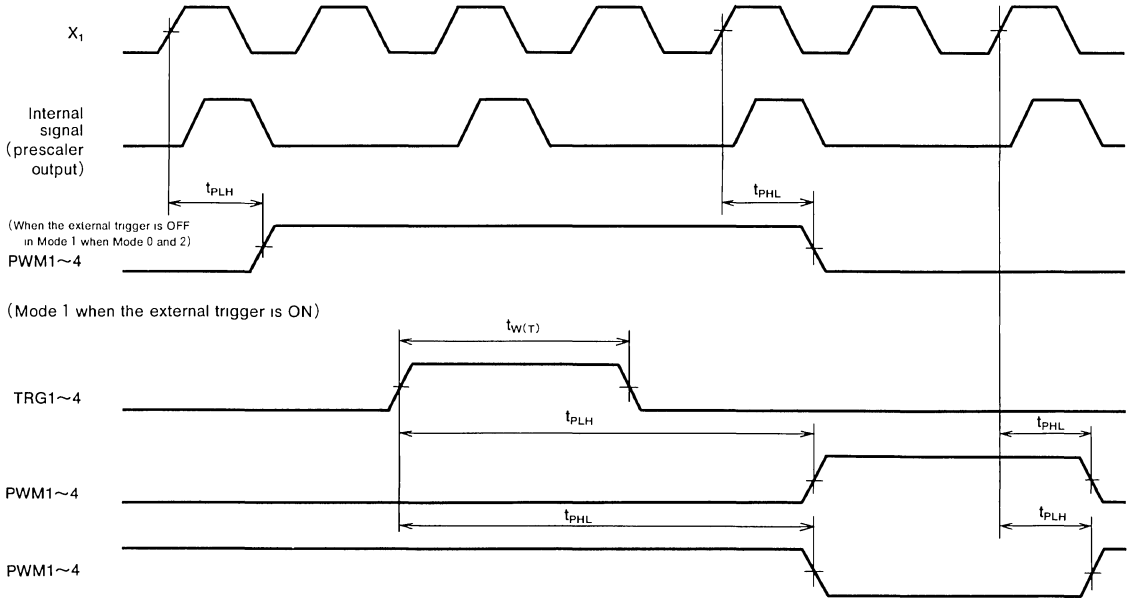 X1
Internal
signal
(prescaler
output)
tPLH
tPHL
(When the external trigger is OFF
in Mode 1 when Mode 0 and 2)
PWM1～4
(Mode 1 when the external trigger is ON)
tW(T)
TRG1～4
tPLH
tPHL
PWM1～4
tPHL
tPLH
PWM1～4